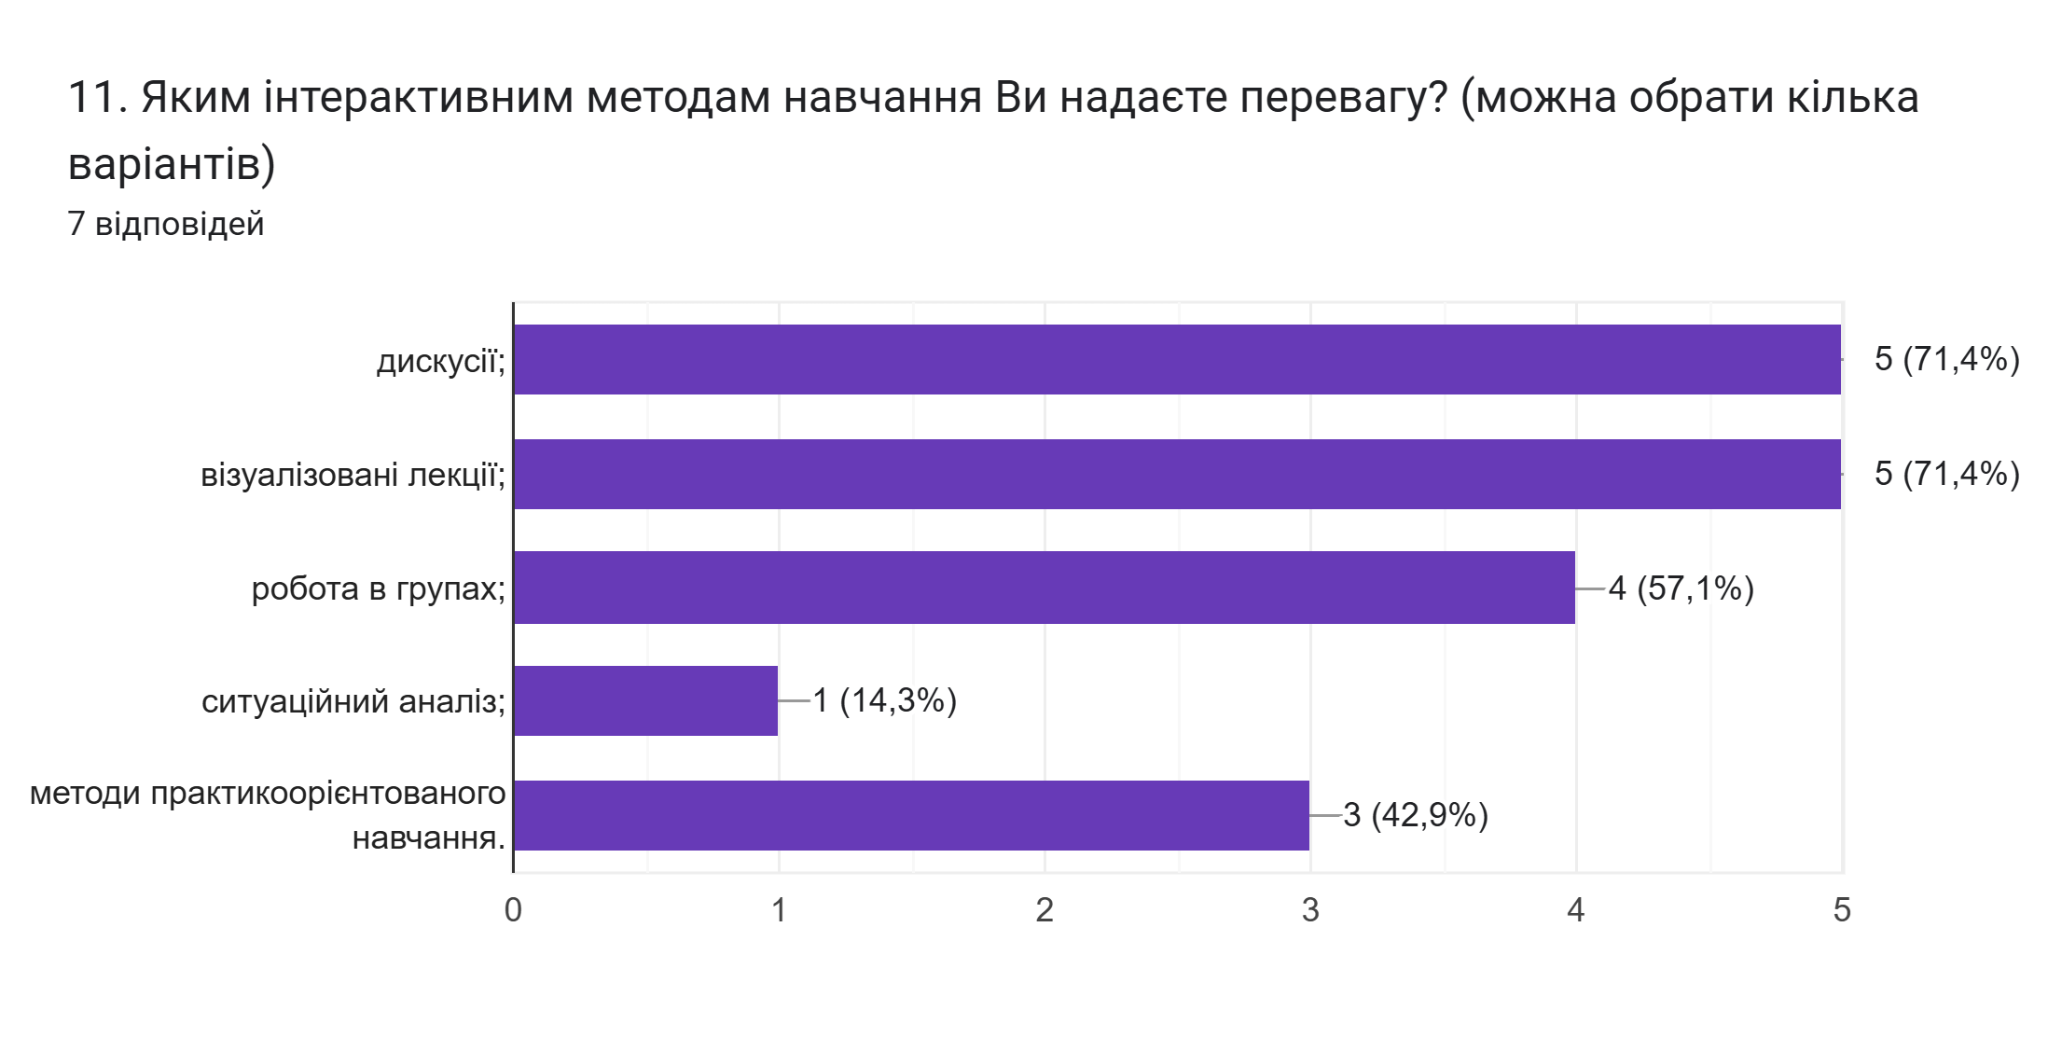 11. Яким інтерактивним методам навчання Ви надаєте перевагу? (можна обрати кілька
варіантів)
7 відповідей
дискусії;
5 (71,4%)
візуалізовані лекції;
5 (71,4%)
робота в групах;
4 (57,1%)
ситуаційний аналіз;
1 (14,3%)
методи практикоорієнтованого
навчання.
3 (42,9%)
0 1 2 3 4 5